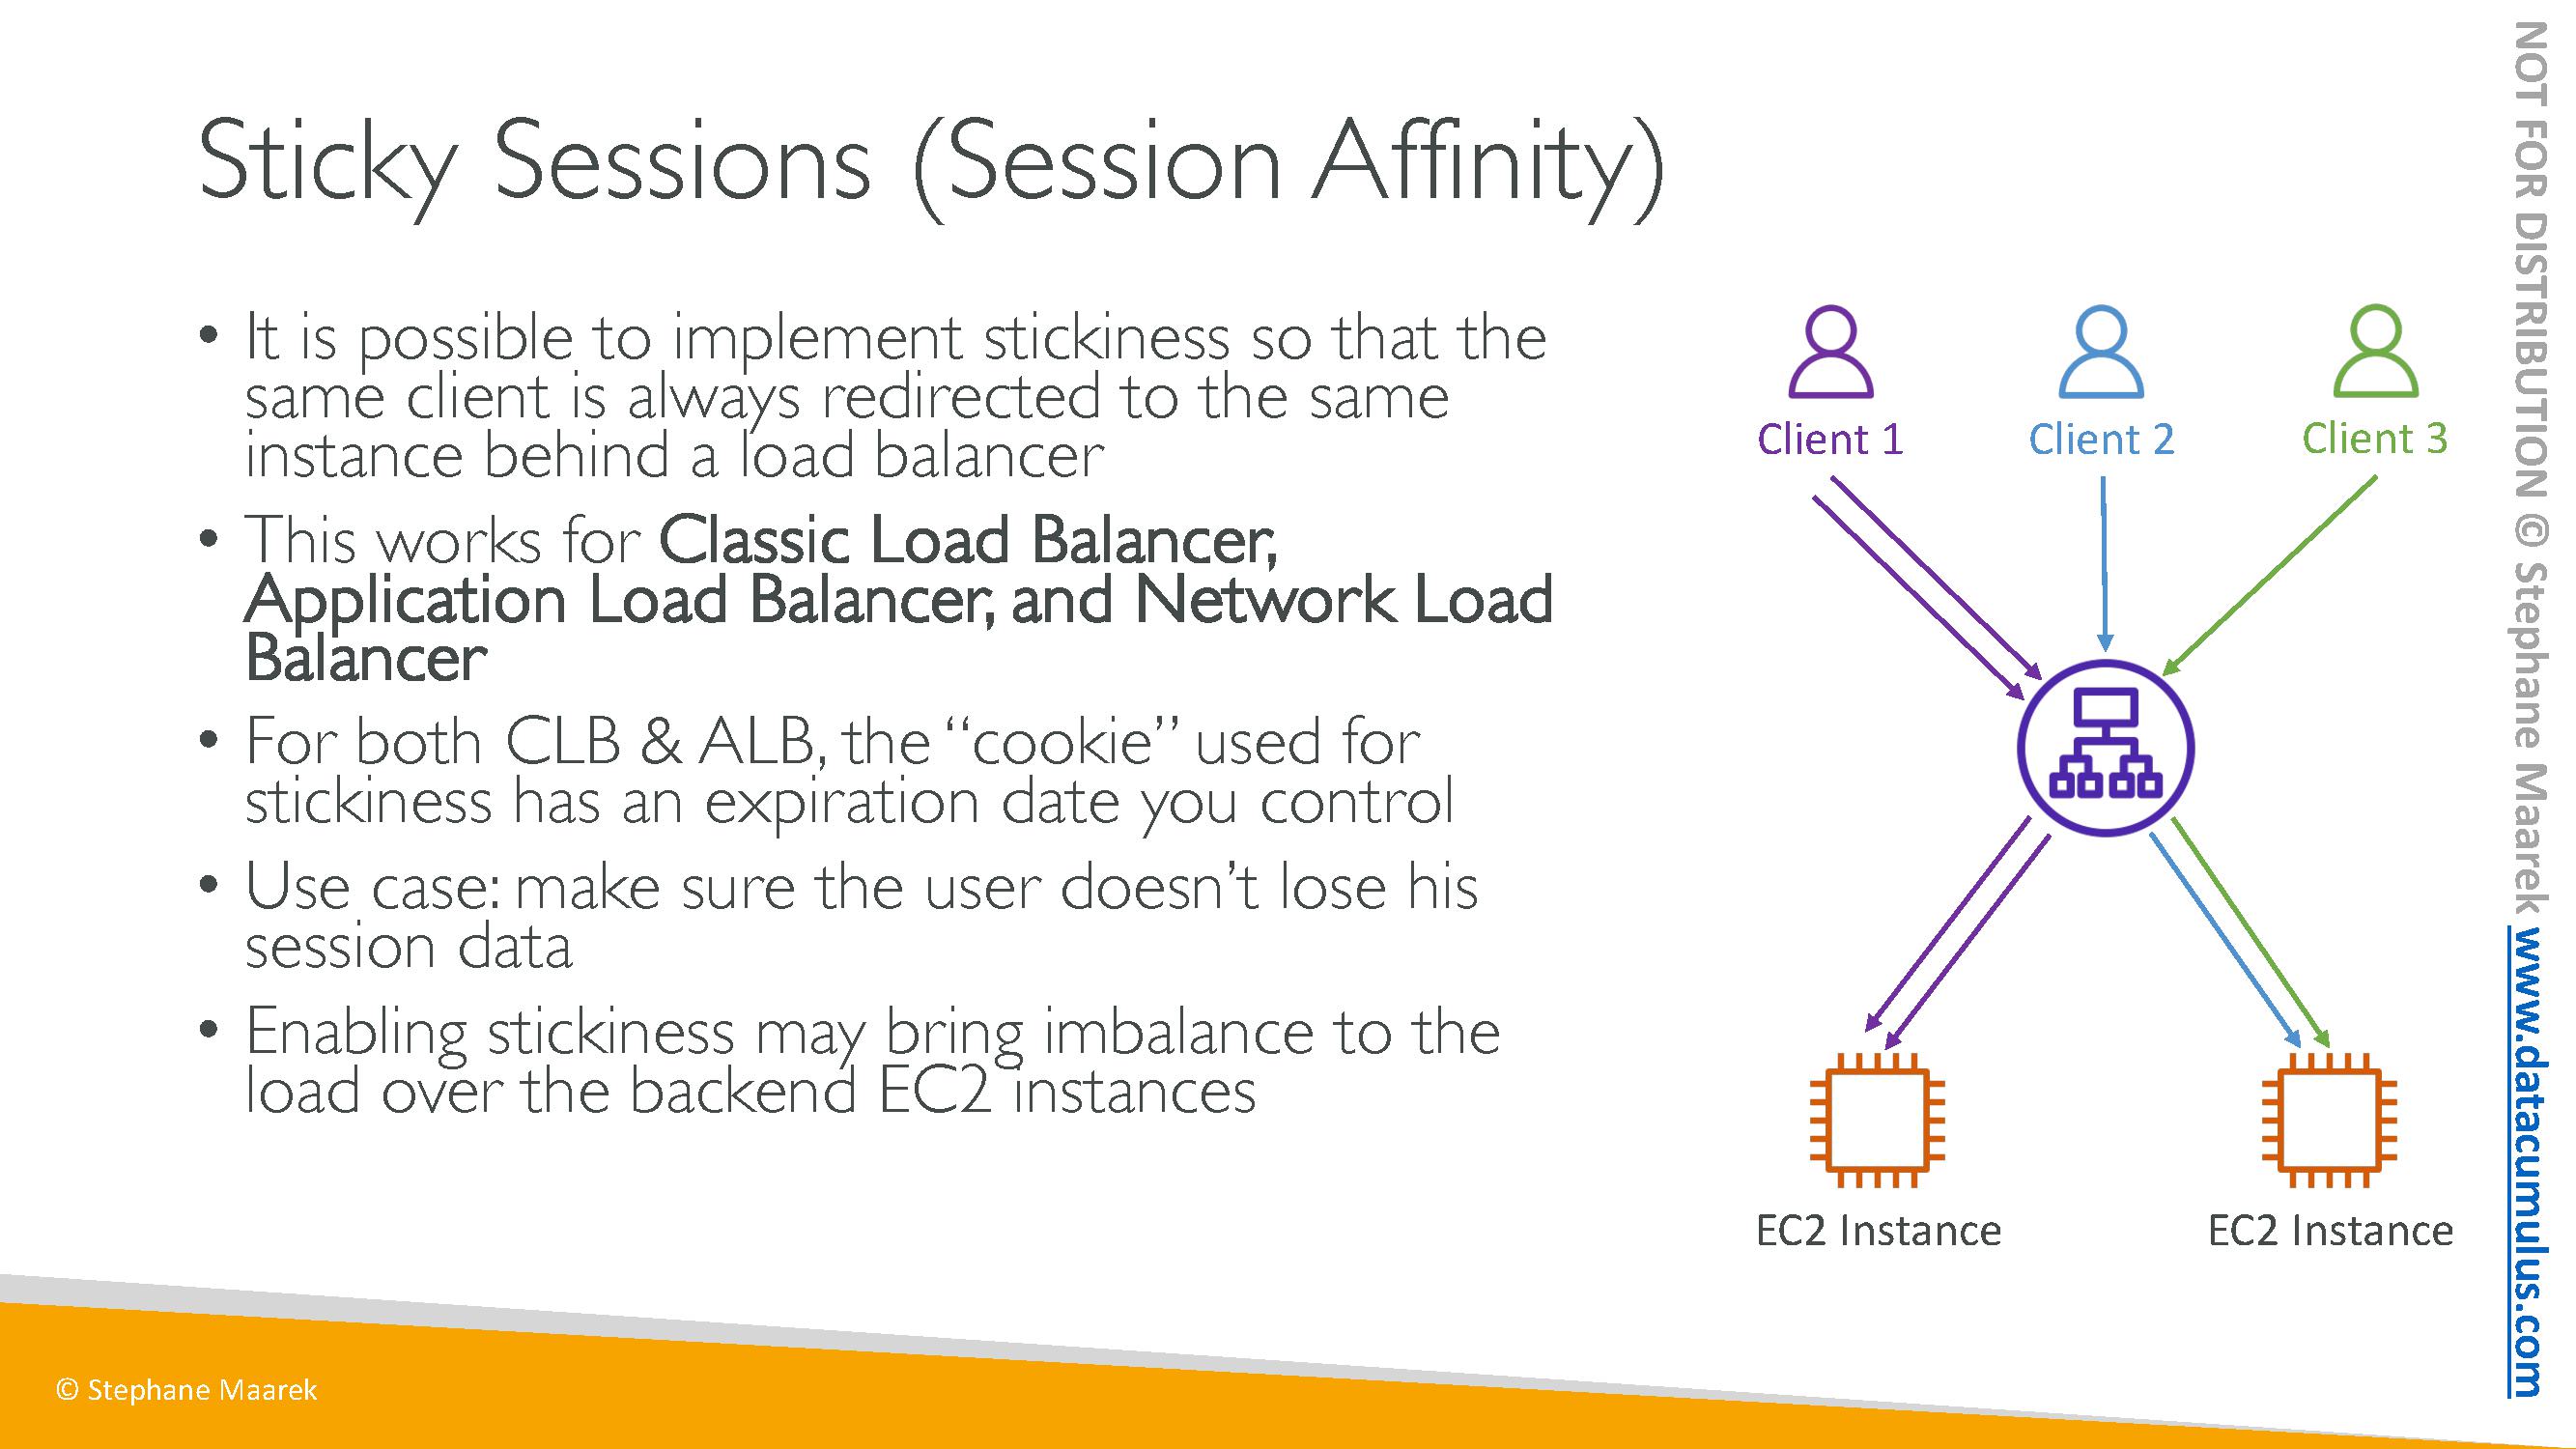 Sticky Sessions (Session Affinity)
• It is possible to implement stickiness so that the
same client is always redirected to the same
instance behind a load balancer
• This works for Classic Load Balancer,
Application Load Balancer, and Network Load
Balancer
• For both CLB & ALB, the “cookie” used for
stickiness has an expiration date you control
• Use case: make sure the user doesn’t lose his
session data
• Enabling stickiness may bring imbalance to the
load over the backend EC2 instances
Client 1
Client 2
Client 3
EC2 Instance
EC2 Instance
© Stephane Maarek
NOT FOR DISTRIBUTION © Stephane Maarek www.datacumulus.com